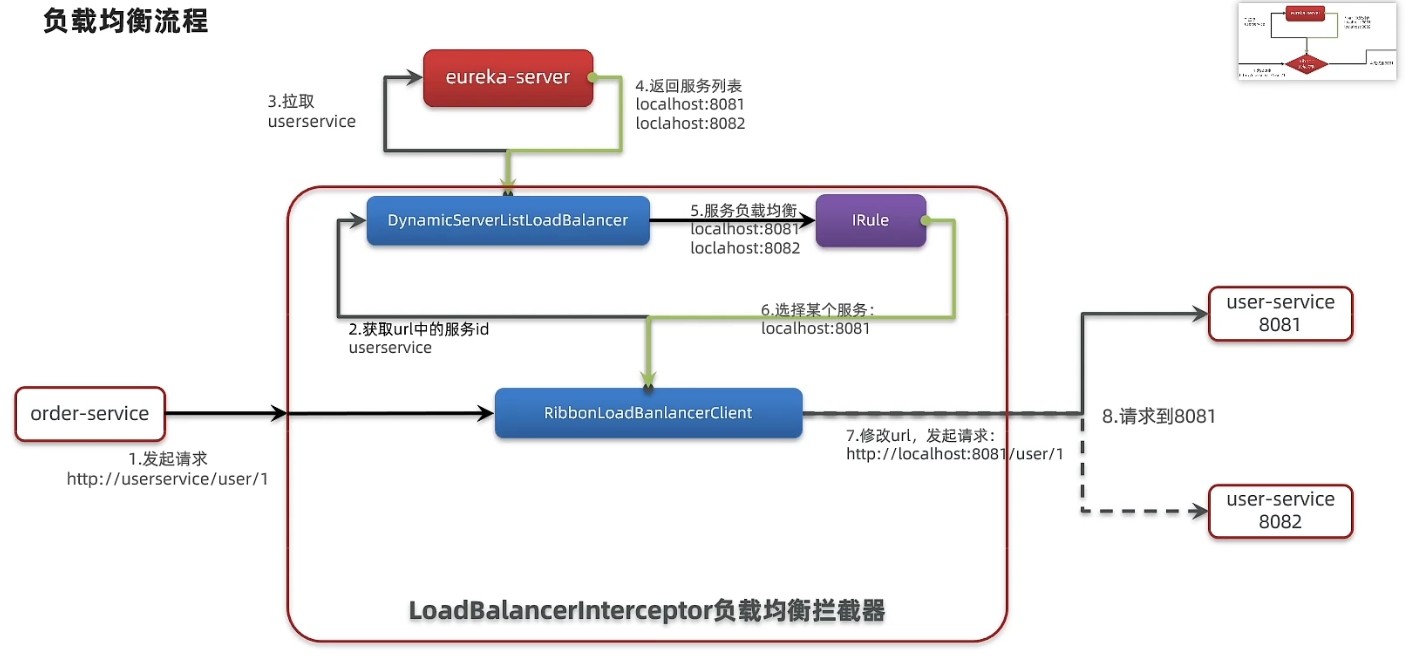 负载均衡流程
eureka-server
3.拉取
userservice
4.返回服务列表
localhost:8081
loclahost:8082
DynamicServerListLoadBalancer
5.服务负载均衡
localhost:8081
loclahost:8082
IRule
2.获取url中的服务id
userservice
6.选择某个服务：
localhost:8081
order-service
1.发起请求
http://userservice/user/1
RibbonLoadBanlancerClient
7.修改url，发起请求：
http://localhost:8081/user/1
user-service
8081
8.请求到8081
user-service
8082
LoadBalancerInterceptor负载均衡拦截器